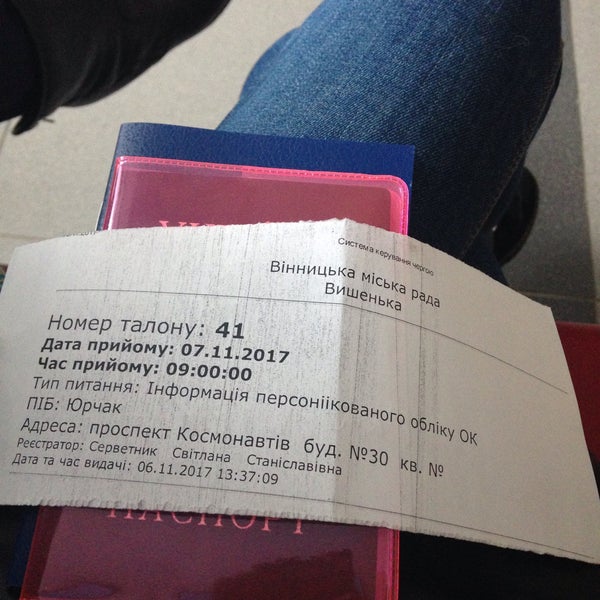 Система керування чергою
Вінницька міська рада
Вишенька
Номер талону: 41
Дата прийому: 07.11.2017
Час прийому: 09:00:00
Тип питання: Інформація персоніікованого обліку ОК
ПІБ: Юрчак
Адреса: проспект Космонавтів буд. №30 кв. №
Реєстратор: Серветник Світлана Станіславівна
Дата та час видачі: 06.11.2017 13:37:09
ПАСПОРТ